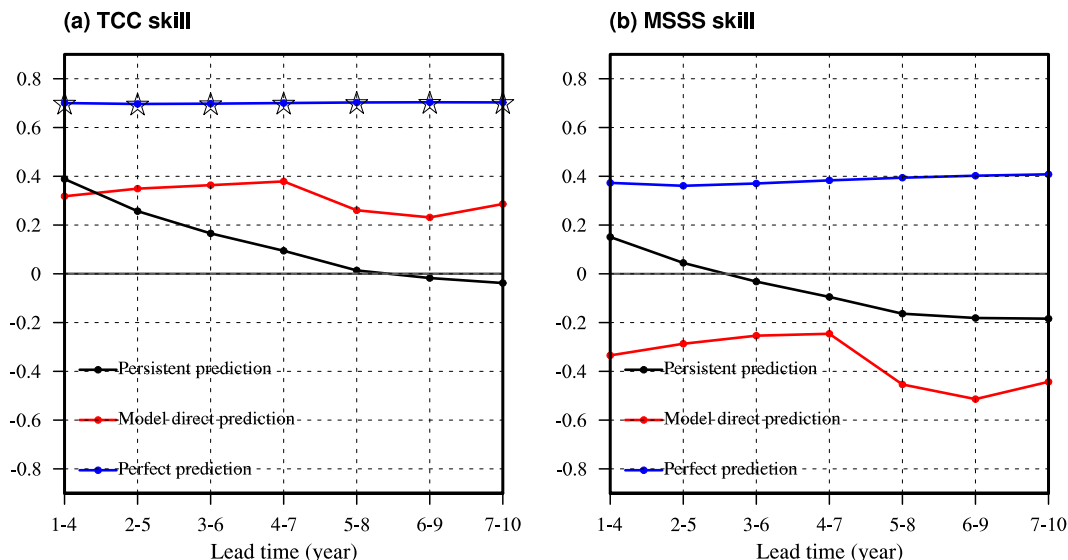 (a) TCC skill
0.8
0.6
0.4
0.2
0
-0.2
-0.4
-0.6
-0.8
Persistent prediction
Model direct prediction
Perfect prediction
1-4 2-5 3-6 4-7 5-8 6-9 7-10
Lead time (year)
(b) MSSS skill
0.8
0.6
0.4
0.2
0
-0.2
-0.4
-0.6
-0.8
Persistent prediction
Model direct prediction
Perfect prediction
1-4 2-5 3-6 4-7 5-8 6-9 7-10
Lead time (year)